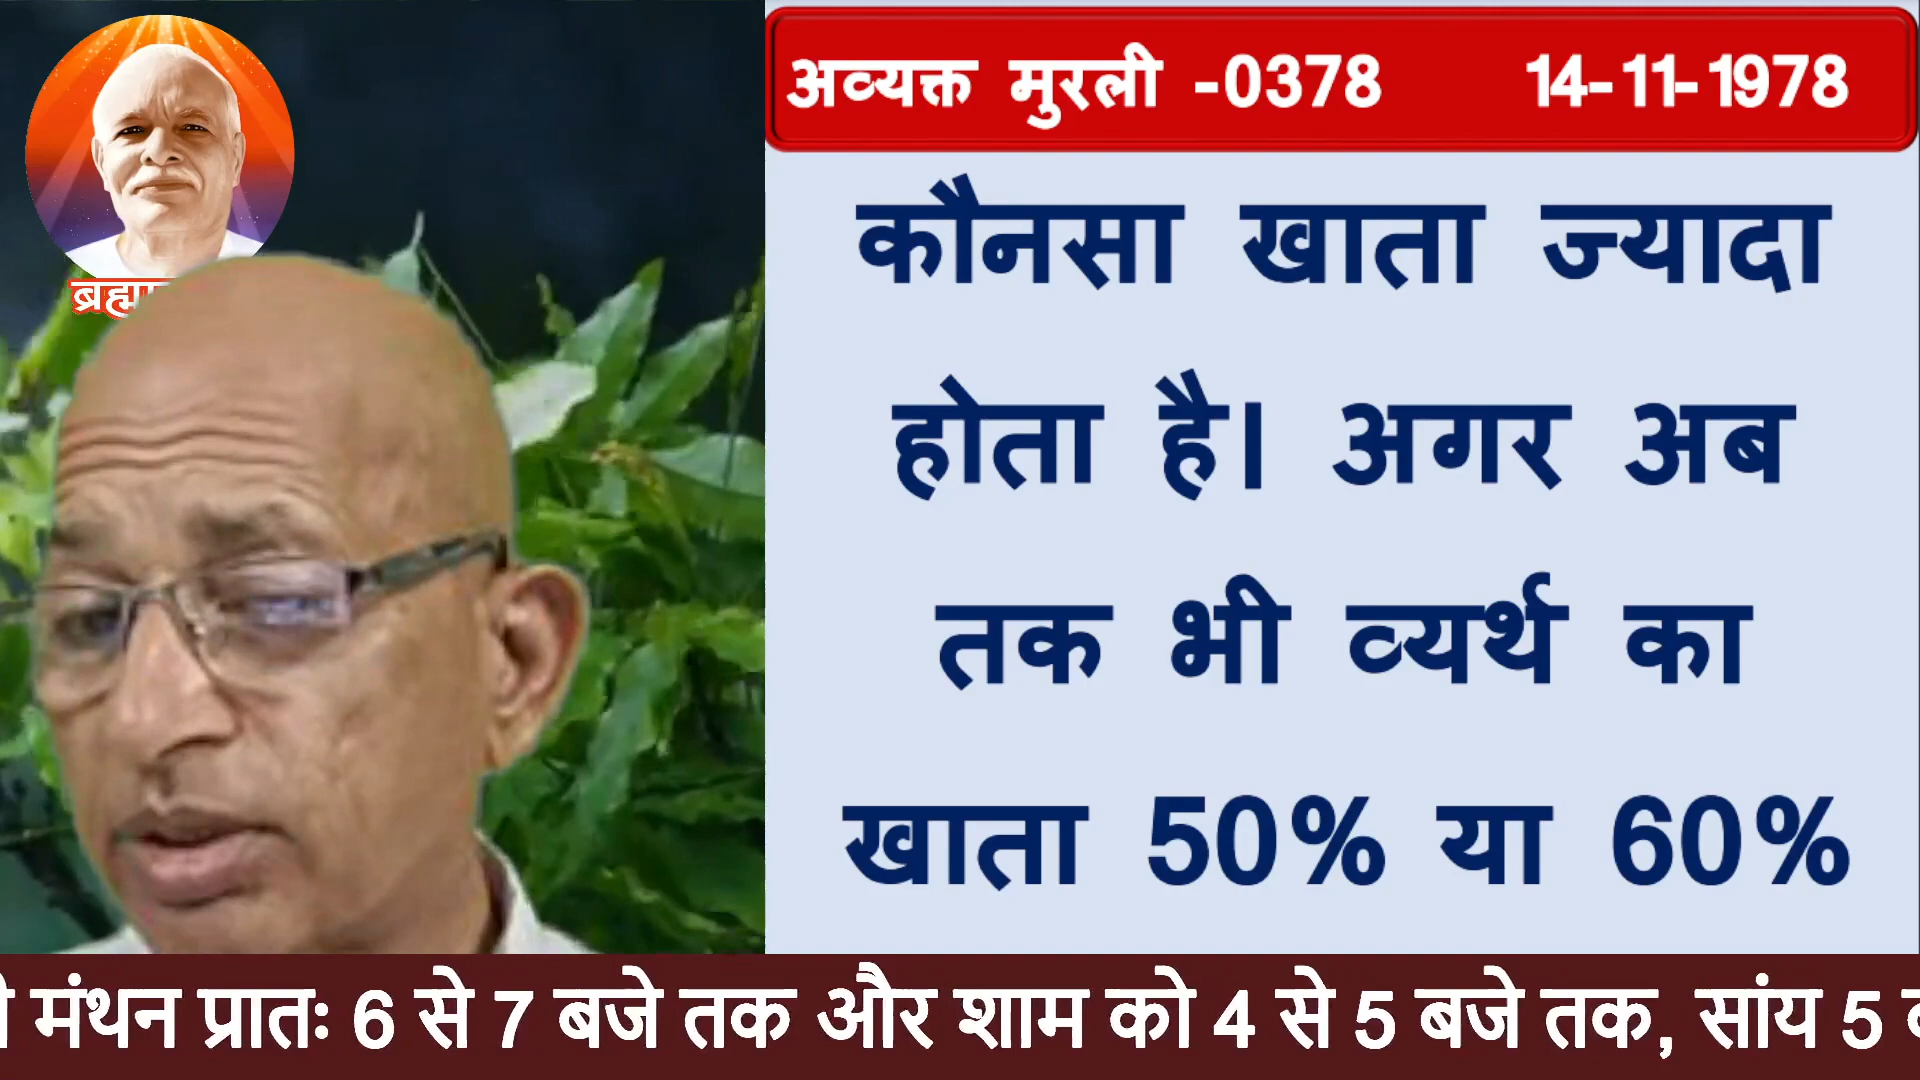 अव्यक्त मुरली -0378 14-11-1978
कौनसा खाता ज्यादा
होता है। अगर अब
तक भी व्यर्थ का
खाता 50% या 60%
मंथन प्रातः 6 से 7 बजे तक और शाम को 4 से 5 बजे तक, सांय 5